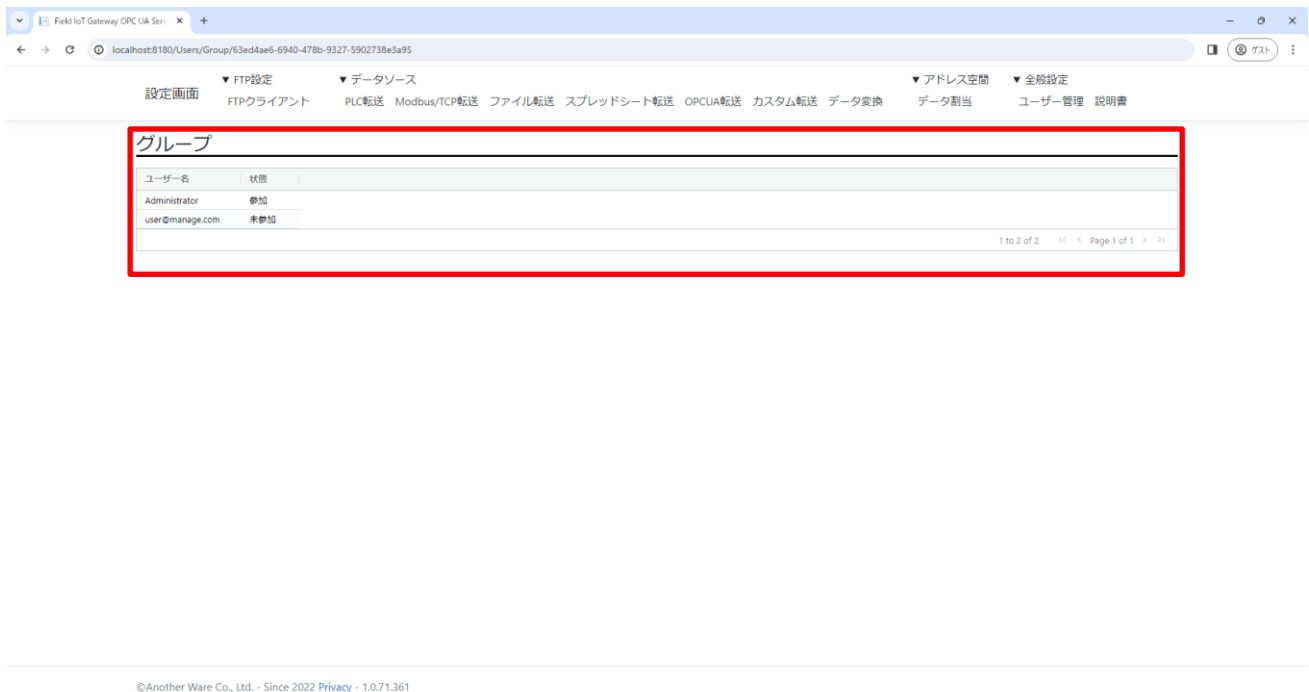 Field IoT Gateway OPC UA Serv
localhost:8180/Users/Group/63ed4ae6-6940-478b-9327-5902738e3a95
ゲスト
設定画面
▼ FTP設定 ▼ データソース ▼ アドレス空間 ▼ 全般設定
FTPクライアント PLC転送 Modbus/TCP転送 ファイル転送 スプレッドシート転送 OPCUA転送 カスタム転送 データ変換 データ割当 ユーザー管理 説明書
グループ
ユーザー名 状態
Administrator 参加
user@manage.com 未参加
1 to 2 of 2 Page 1 of 1
©Another Ware Co., Ltd. - Since 2022 Privacy - 1.0.71.361